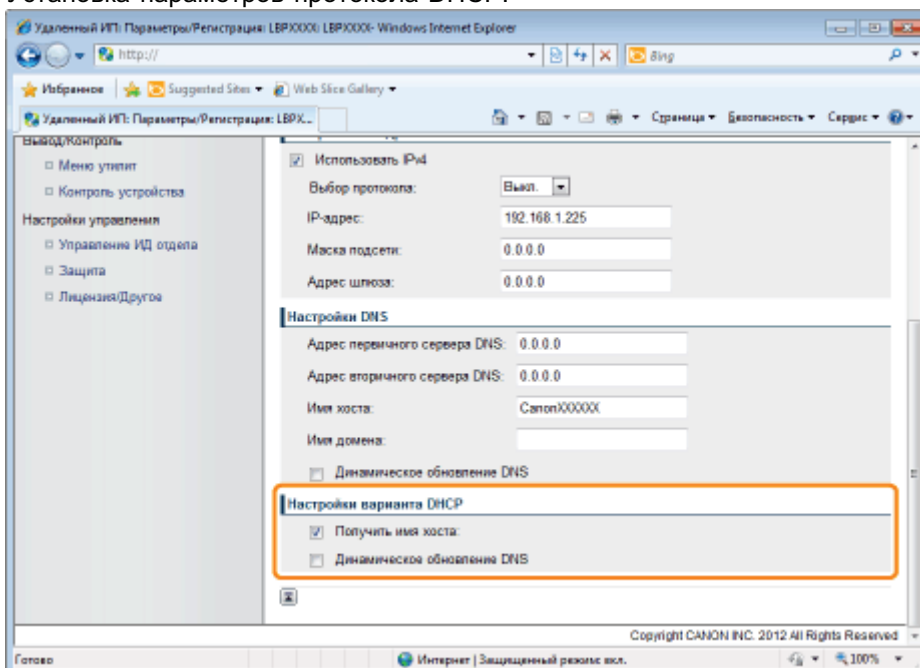 Установка параметров протокола DHCP.
Удаленный ИП: Параметры/Регистрация: LBPXXXX: LBPXXXX- Windows Internet Explorer
http://
Bing
Избранное
Suggested Sites
Web Slice Gallery
Удаленный ИП: Параметры/Регистрация: LBPX...
Страница
Безопасность
Сервис
Вывод/Контроль
Меню утилит
Контроль устройства
Настройки управления
Управление ИД отдела
Защита
Лицензия/Другое
Использовать IPv4
Выбор протокола: Выкл.
IP-адрес: 192.168.1.225
Маска подсети: 0.0.0.0
Адрес шлюза: 0.0.0.0
Настройки DNS
Адрес первичного сервера DNS: 0.0.0.0
Адрес вторичного сервера DNS: 0.0.0.0
Имя хоста: CanonXXXXXX
Имя домена:
Динамическое обновление DNS
Настройки варианта DHCP
Получить имя хоста:
Динамическое обновление DNS
Copyright CANON INC. 2012 All Rights Reserved
Готово
Интернет | Защищенный режим: вкл.
100%